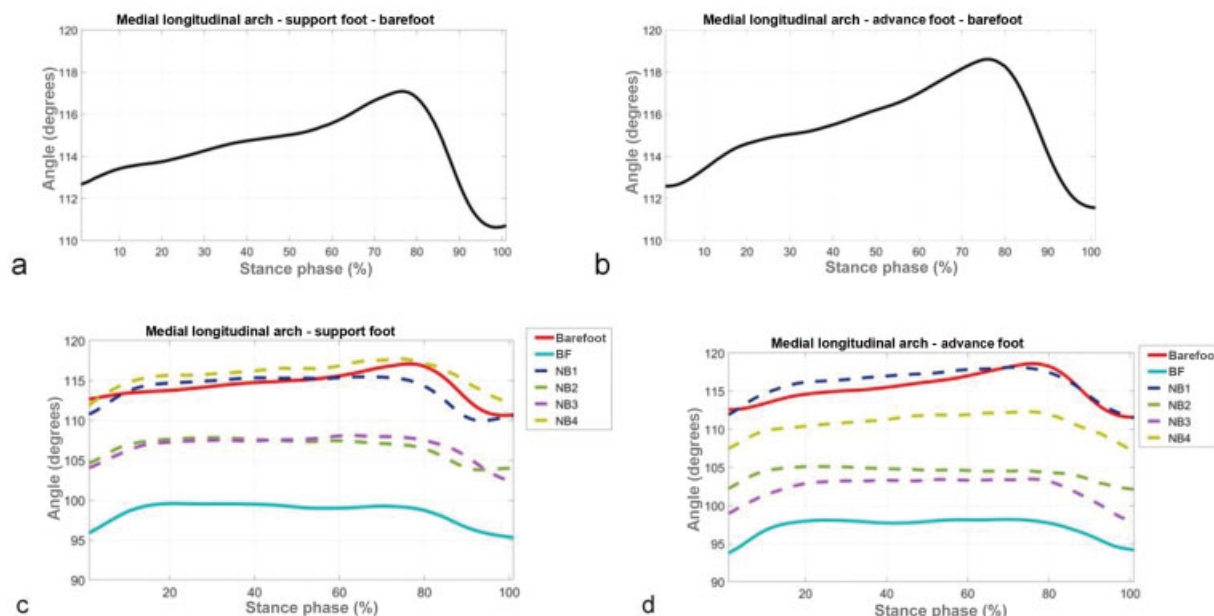 Medial longitudinal arch - support foot - barefoot
120
118
116
114
112
110
Angle (degrees)
10 20 30 40 50 60 70 80 90 100
Stance phase (%)
a
Medial longitudinal arch - advance foot - barefoot
120
118
116
114
112
110
Angle (degrees)
10 20 30 40 50 60 70 80 90 100
Stance phase (%)
b
Medial longitudinal arch - support foot
120
115
110
105
100
95
90
Angle (degrees)
20 40 60 80 100
Stance phase (%)
Barefoot
BF
NB1
NB2
NB3
NB4
c
Medial longitudinal arch - advance foot
120
115
110
105
100
95
90
Angle (degrees)
20 40 60 80 100
Stance phase (%)
Barefoot
BF
NB1
NB2
NB3
NB4
d